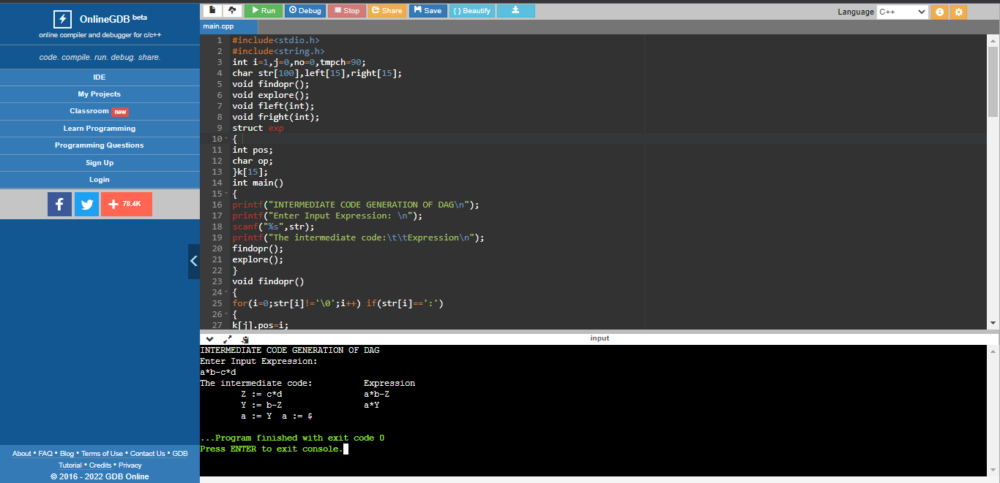 OnlineGDB beta
online compiler and debugger for c/c++
code. compile. run. debug. share.
IDE
My Projects
Classroom new
Learn Programming
Programming Questions
Sign Up
Login
f + 78.4K
About • FAQ • Blog • Terms of Use • Contact Us • GDB
Tutorial • Credits • Privacy
© 2016 - 2022 GDB Online
Run Debug Stop Share Save { } Beautify Language C++
main.cpp
1 #include<stdio.h>
2 #include<string.h>
3 int i=1,j=0,no=0,tmpch=90;
4 char str[100],left[15],right[15];
5 void findopr();
6 void explore();
7 void fleft(int);
8 void fright(int);
9 struct exp
10 {
11 int pos;
12 char op;
13 }k[15];
14 int main()
15 {
16 printf("INTERMEDIATE CODE GENERATION OF DAG\n");
17 printf("Enter Input Expression: \n");
18 scanf("%s",str);
19 printf("The intermediate code:\t\tExpression\n");
20 findopr();
21 explore();
22 }
23 void findopr()
24 {
25 for(i=0;str[i]!='\0';i++) if(str[i]==':')
26 {
27 k[j].pos=i;
input
INTERMEDIATE CODE GENERATION OF DAG
Enter Input Expression:
a*b-c*d
The intermediate code: Expression
Z := c*d a*b-Z
Y := b-Z a*Y
a := Y a := $
...Program finished with exit code 0
Press ENTER to exit console.